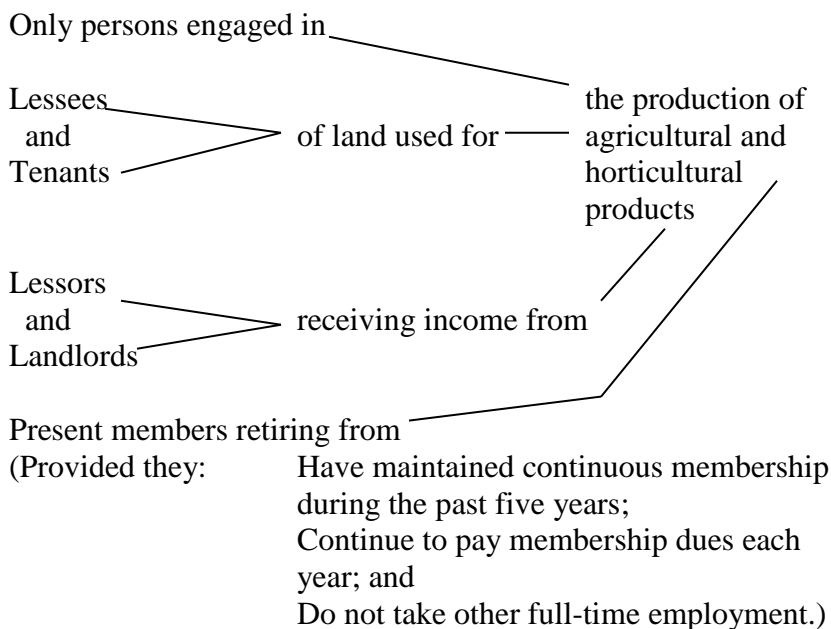 Only persons engaged in
Lessees
and
Tenants
of land used for
the production of
agricultural and
horticultural
products
Lessors
and
Landlords
receiving income from
Present members retiring from
(Provided they: Have maintained continuous membership
during the past five years;
Continue to pay membership dues each
year; and
Do not take other full-time employment.)